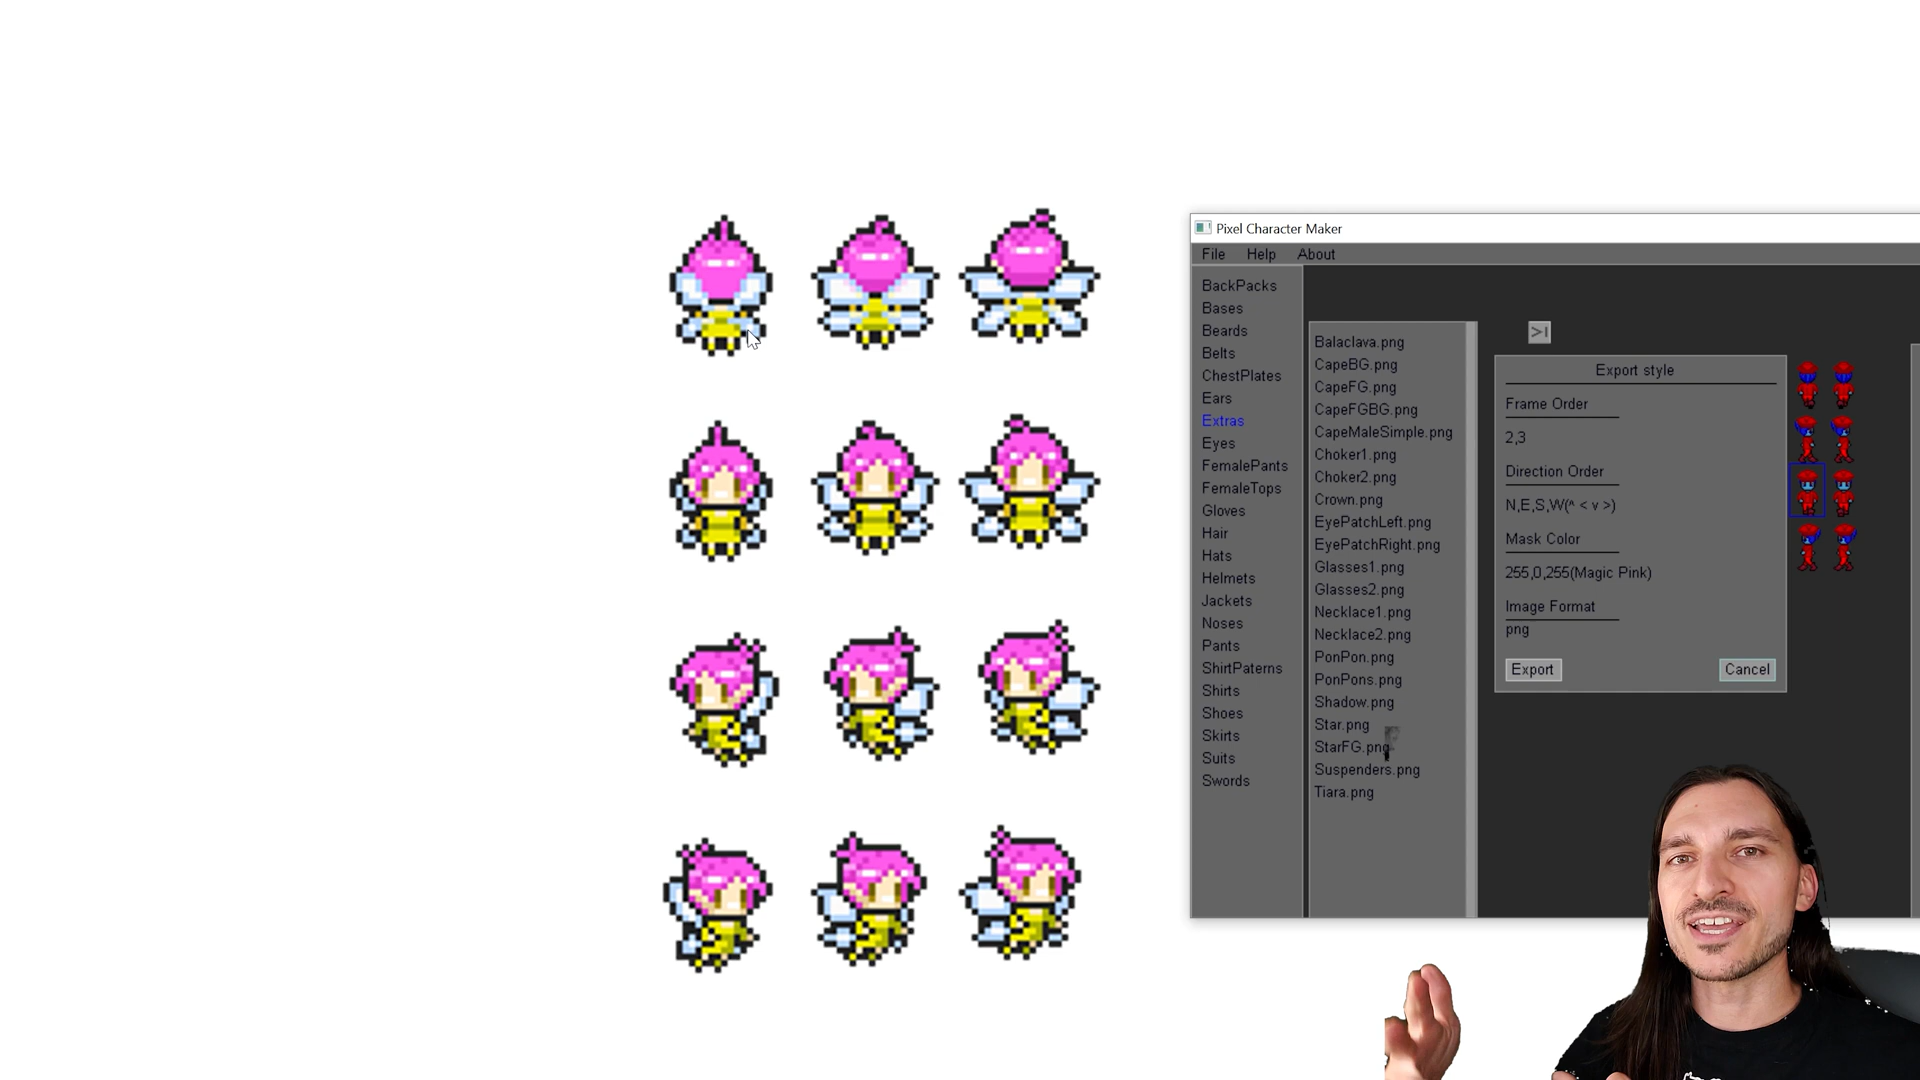 Pixel Character Maker
File Help About
BackPacks
Bases
Beards
Belts
ChestPlates
Ears
Extras
Eyes
FemalePants
FemaleTops
Gloves
Hair
Hats
Helmets
Jackets
Noses
Pants
ShirtPaterns
Shirts
Shoes
Skirts
Suits
Swords
Balaclava.png
CapeBG.png
CapeFG.png
CapeFGBG.png
CapeMaleSimple.png
Choker1.png
Choker2.png
Crown.png
EyePatchLeft.png
EyePatchRight.png
Glasses1.png
Glasses2.png
Necklace1.png
Necklace2.png
PonPon.png
PonPons.png
Shadow.png
Star.png
StarFG.png
Suspenders.png
Tiara.png
>|
Export style
Frame Order
2,3
Direction Order
N,E,S,W(^ < v >)
Mask Color
255,0,255(Magic Pink)
Image Format
png
Export
Cancel